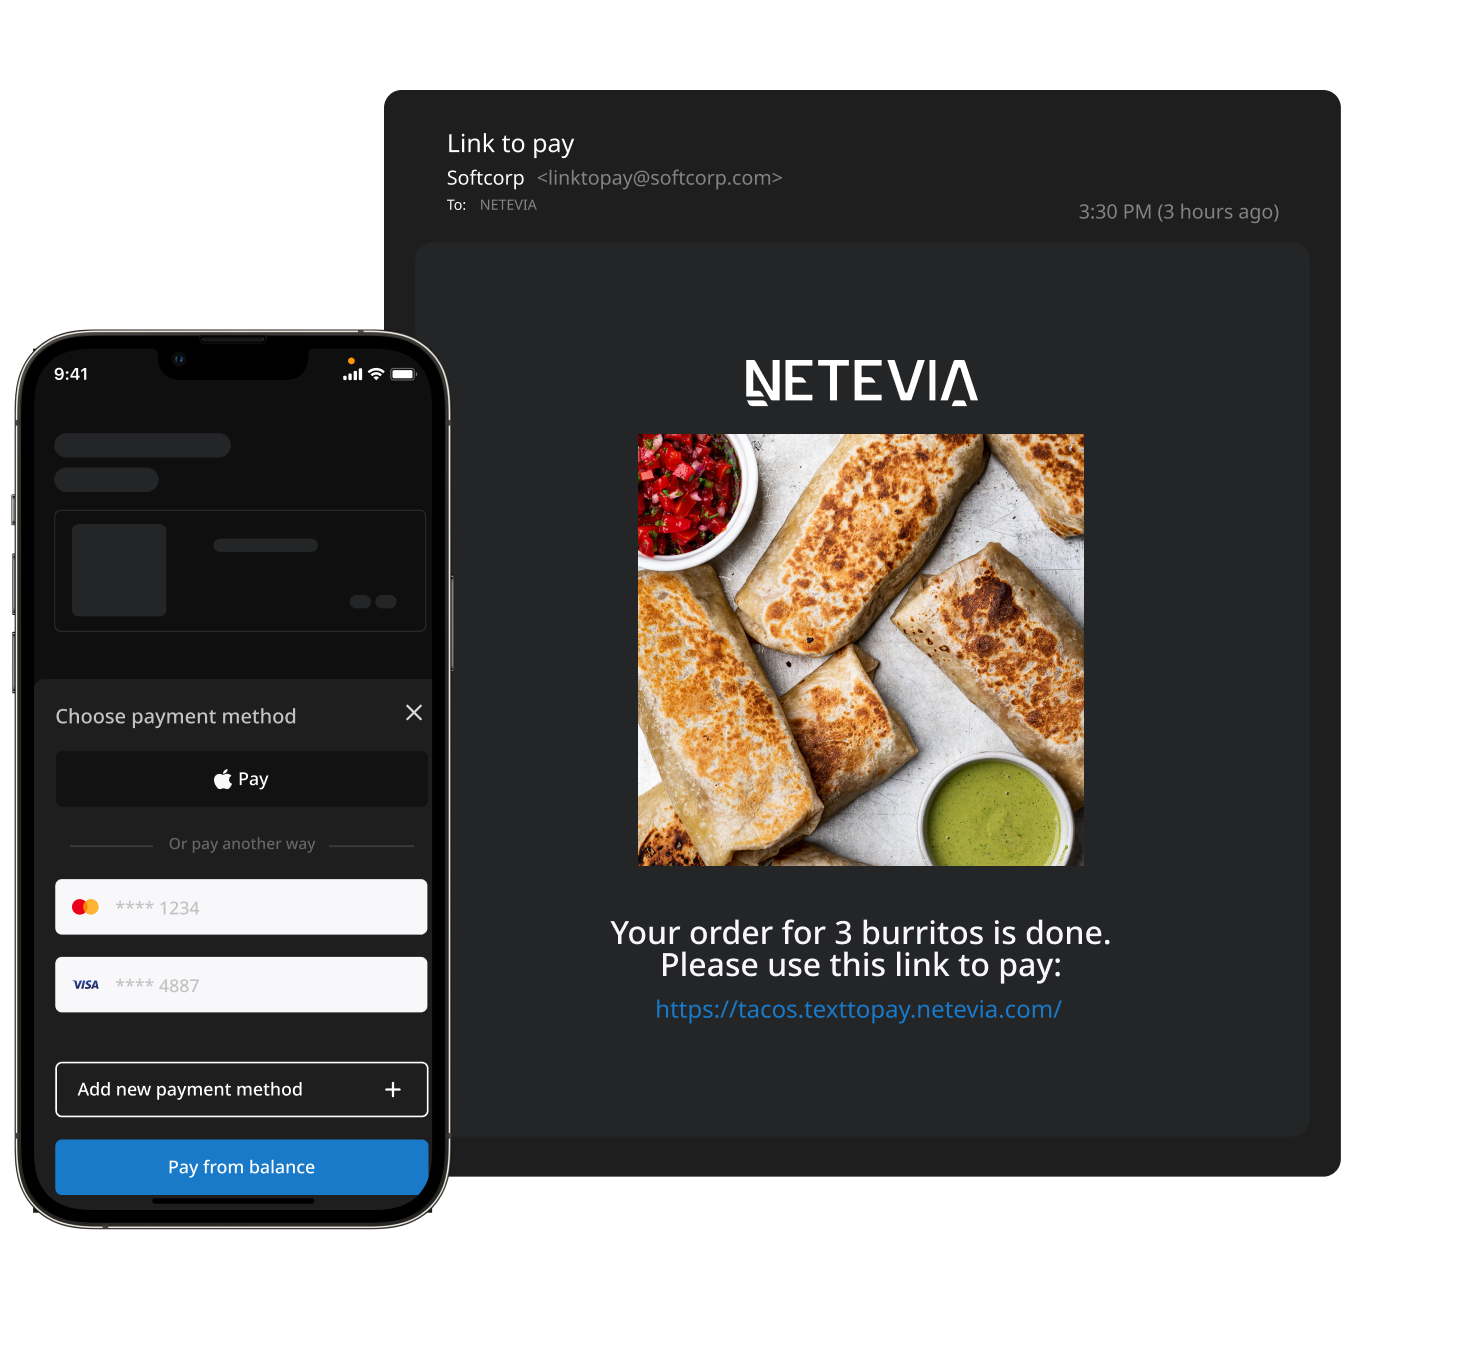 Link to pay
Softcorp <linktopay@softcorp.com>
To: NETEVIA
3:30 PM (3 hours ago)
NETEVIA
Your order for 3 burritos is done.
Please use this link to pay:
https://tacos.texttopay.netevia.com/
9:41
Choose payment method
Pay
Or pay another way
**** 1234
VISA **** 4887
Add new payment method +
Pay from balance